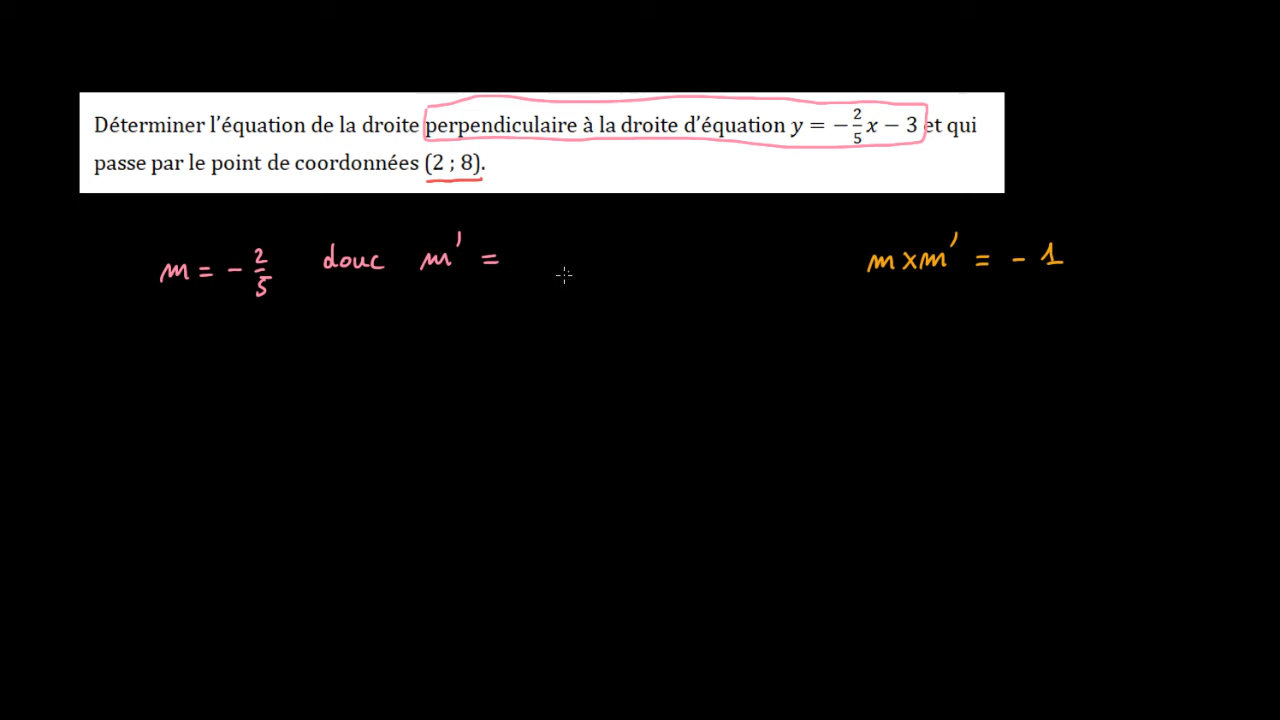 Déterminer l'équation de la droite perpendiculaire à la droite d'équation y = −2/5 x − 3 et qui
passe par le point de coordonnées (2 ; 8).
m = - 2/5 douc m' = m x m' = - 1